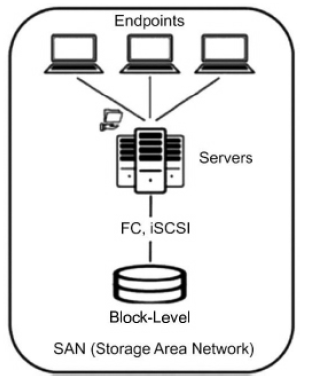 Endpoints
Servers
FC, iSCSI
Block-Level
SAN (Storage Area Network)